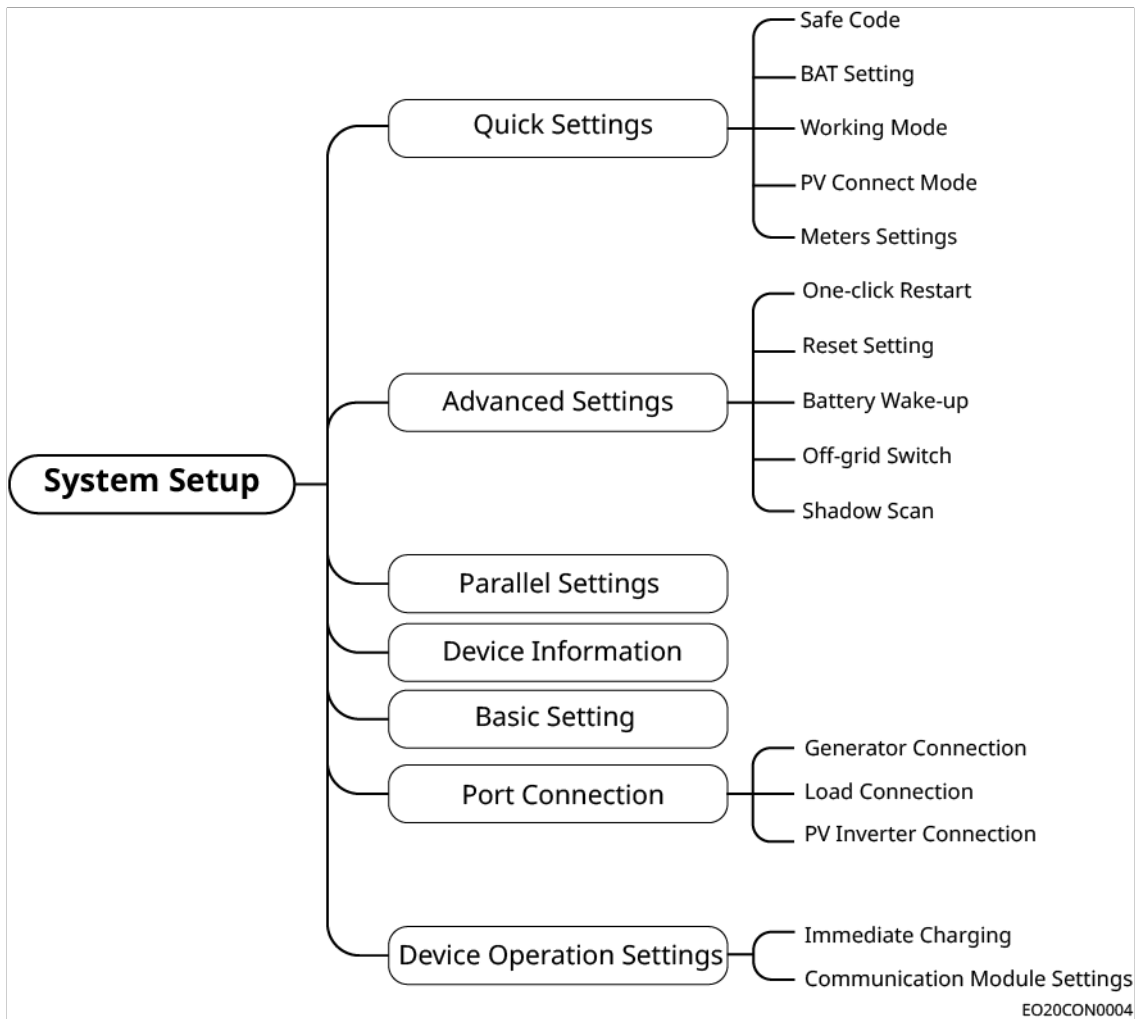 System Setup
Quick Settings
Safe Code
BAT Setting
Working Mode
PV Connect Mode
Meters Settings
Advanced Settings
One-click Restart
Reset Setting
Battery Wake-up
Off-grid Switch
Shadow Scan
Parallel Settings
Device Information
Basic Setting
Port Connection
Generator Connection
Load Connection
PV Inverter Connection
Device Operation Settings
Immediate Charging
Communication Module Settings
EO20CON0004